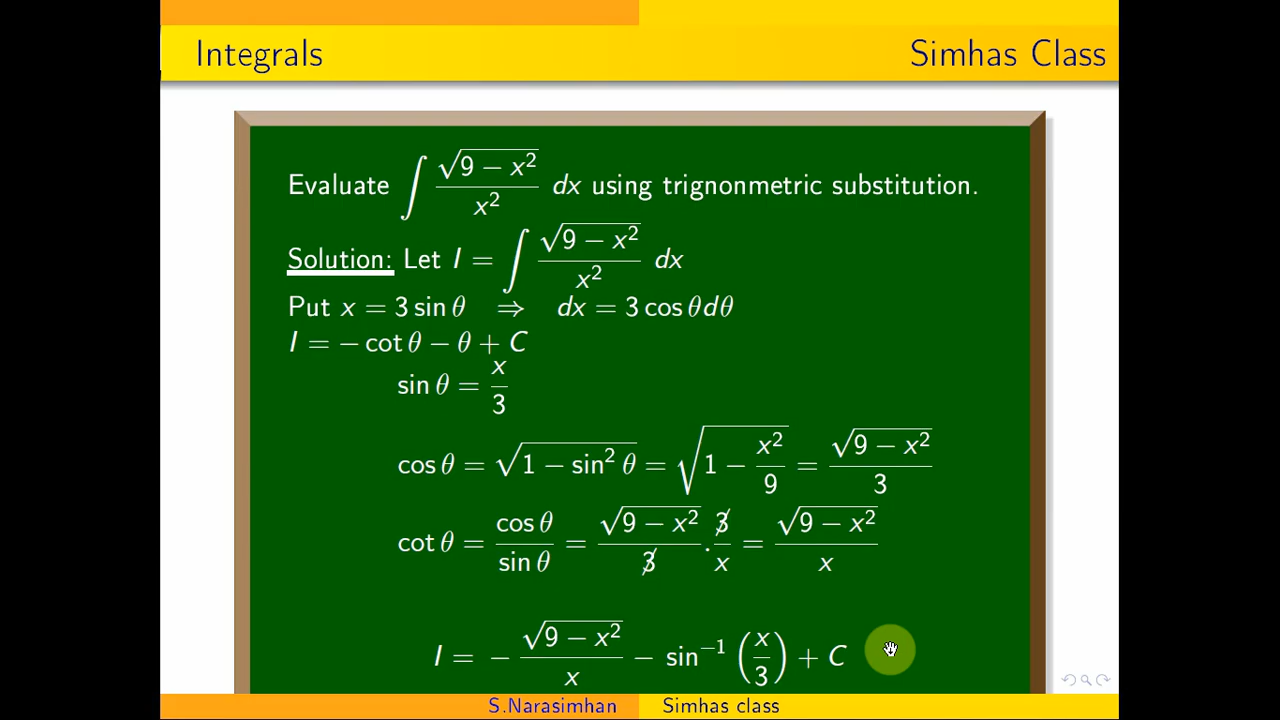 Integrals Simhas Class
Evaluate ∫ √(9 − x²) / x² dx using trignonmetric substitution.
Solution: Let I = ∫ √(9 − x²) / x² dx
Put x = 3 sin θ ⇒ dx = 3 cos θdθ
I = − cot θ − θ + C
sin θ = x/3
cos θ = √(1 − sin² θ) = √(1 − x²/9) = √(9 − x²) / 3
cot θ = cos θ / sin θ = √(9 − x²) / 3 . 3/x = √(9 − x²) / x
I = − √(9 − x²) / x − sin⁻¹ (x/3) + C
S.Narasimhan Simhas class